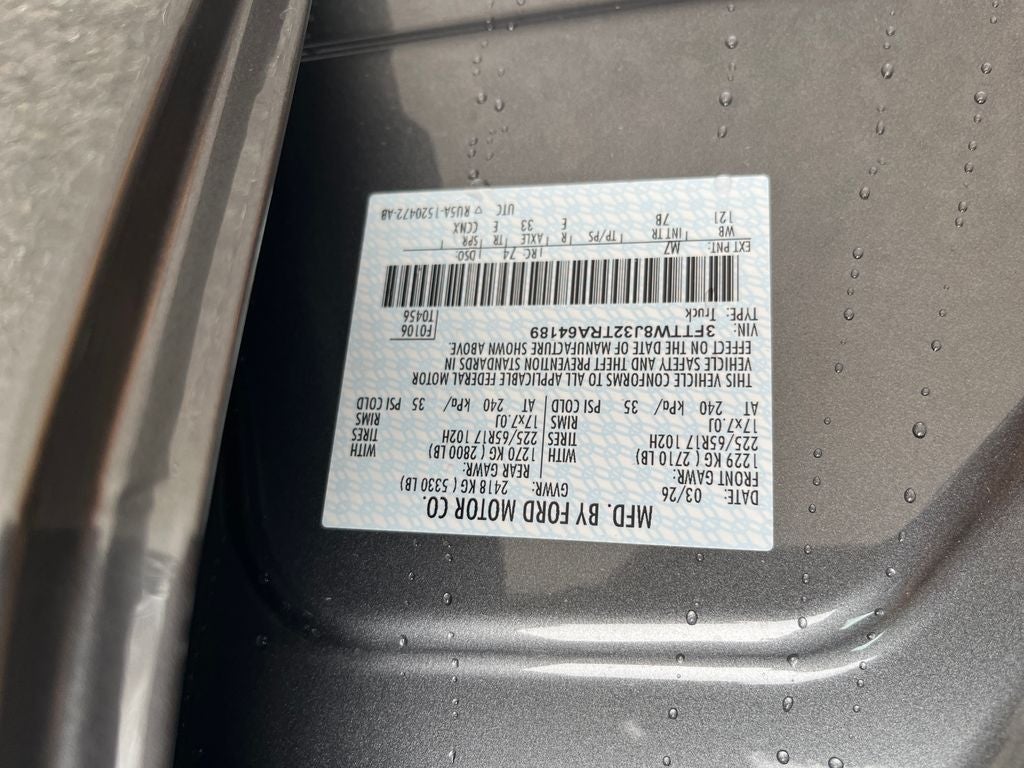 MFD. BY FORD MOTOR CO.
DATE: 03/26 GVWR: 2418 KG ( 5330 LB)
FRONT GAWR: REAR GAWR:
1229 KG ( 2710 LB) WITH 1270 KG ( 2800 LB) WITH
225/65R17 102H TIRES 225/65R17 102H TIRES
17x7.0J RIMS 17x7.0J RIMS
AT 240 kPa/ 35 PSI COLD AT 240 kPa/ 35 PSI COLD
THIS VEHICLE CONFORMS TO ALL APPLICABLE FEDERAL MOTOR
VEHICLE SAFETY AND THEFT PREVENTION STANDARDS IN
EFFECT ON THE DATE OF MANUFACTURE SHOWN ABOVE.
VIN: 3FTTW8J32TRA64189 F0106
TYPE: Truck T0456
EXT PNT: M7 RC: 74 DSO:
WB INT TR TP/PS R AXLE TR SPR
121 7B E 33 E CCNX
UTC ▽ RU5A-1520472-AB